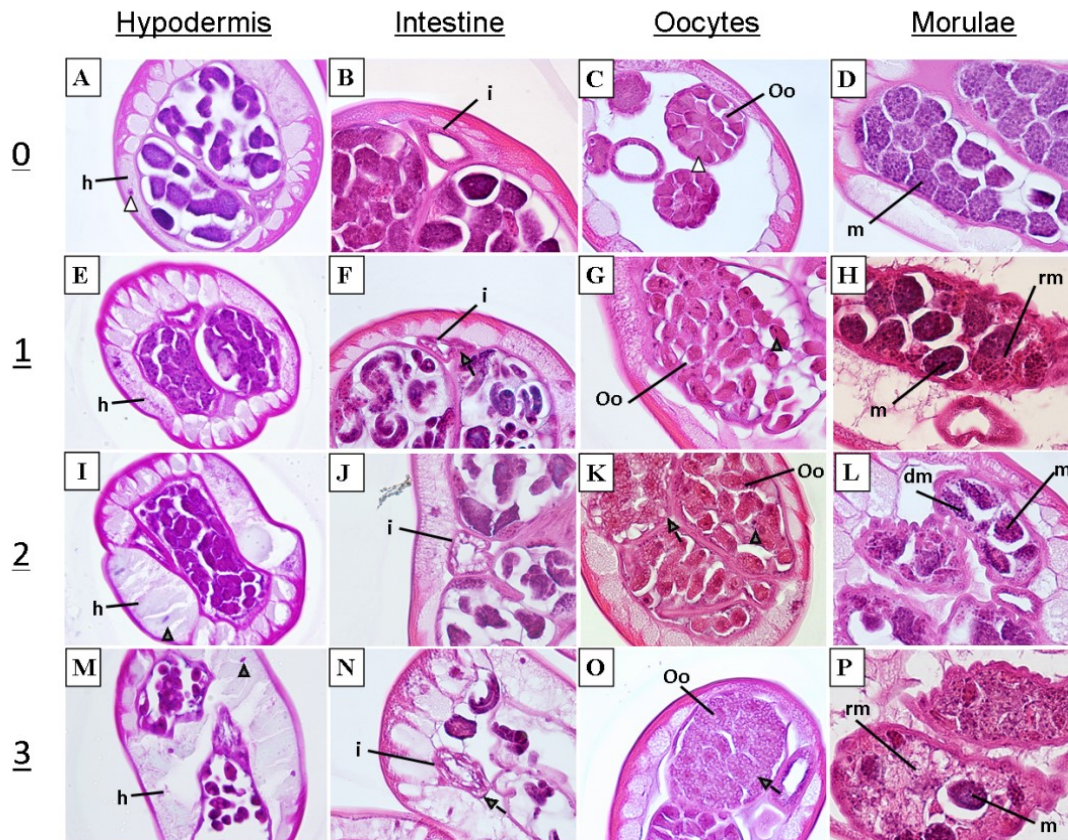 Hypodermis Intestine Oocytes Morulae
0
A h
B i
C Oo
D m
1
E h
F i
G Oo
H rm m
2
I h
J i
K Oo
L dm m
3
M h
N i
O Oo
P rm m